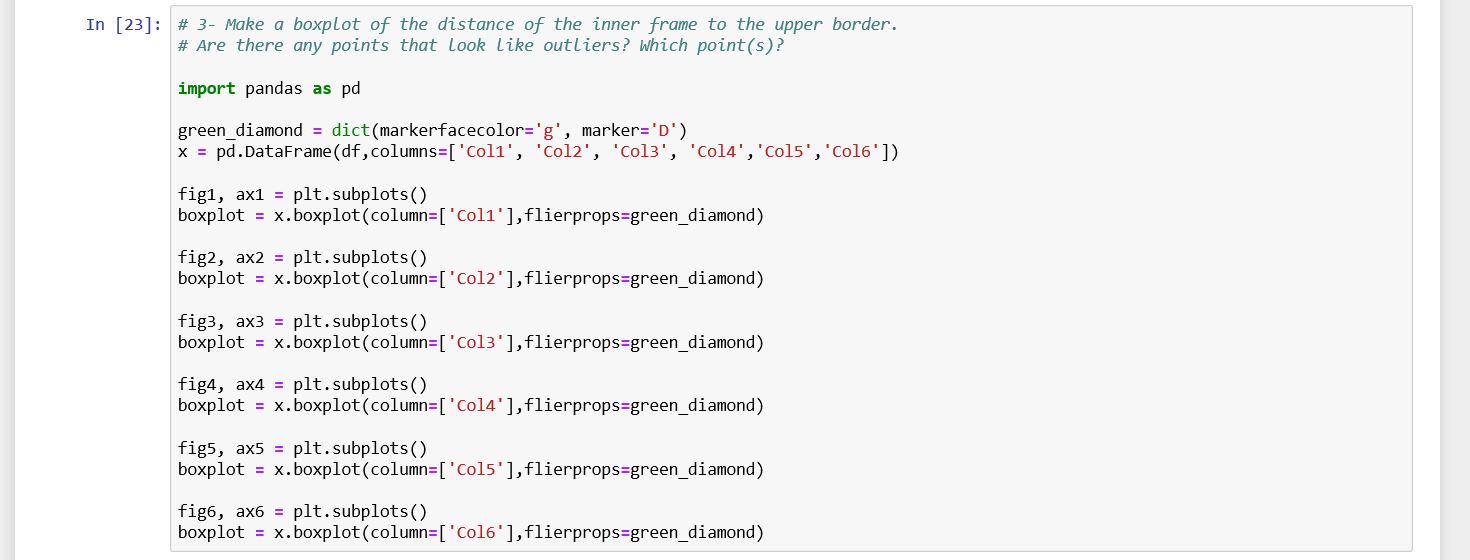 In [23]: # 3- Make a boxplot of the distance of the inner frame to the upper border.
# Are there any points that look like outliers? Which point(s)?
import pandas as pd
green_diamond = dict(markerfacecolor='g', marker='D')
x = pd.DataFrame(df,columns=['Col1', 'Col2', 'Col3', 'Col4','Col5','Col6'])
fig1, ax1 = plt.subplots()
boxplot = x.boxplot(column=['Col1'],flierprops=green_diamond)
fig2, ax2 = plt.subplots()
boxplot = x.boxplot(column=['Col2'],flierprops=green_diamond)
fig3, ax3 = plt.subplots()
boxplot = x.boxplot(column=['Col3'],flierprops=green_diamond)
fig4, ax4 = plt.subplots()
boxplot = x.boxplot(column=['Col4'],flierprops=green_diamond)
fig5, ax5 = plt.subplots()
boxplot = x.boxplot(column=['Col5'],flierprops=green_diamond)
fig6, ax6 = plt.subplots()
boxplot = x.boxplot(column=['Col6'],flierprops=green_diamond)